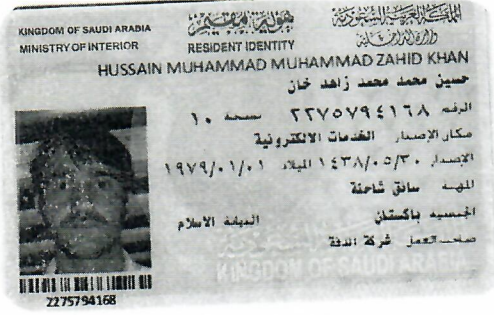 KINGDOM OF SAUDI ARABIA
MINISTRY OF INTERIOR
هوية مقيم
RESIDENT IDENTITY
المملكة العربية السعودية
وزارة الداخلية
HUSSAIN MUHAMMAD MUHAMMAD ZAHID KHAN
حسين محمد محمد زاهد خان
الرقم ٢٢٧٥٧٩٤١٦٨ نسخة ١٠
مكان الإصدار الخدمات الالكترونية
الإصدار ١٤٣٨/٠٥/٣٠ الميلاد ١٩٧٩/٠١/٠١
المهنة سائق شاحنة
الجنسية باكستان الديانة الاسلام
صاحب العمل شركة الدقة
KINGDOM OF SAUDI ARABIA
2275794168